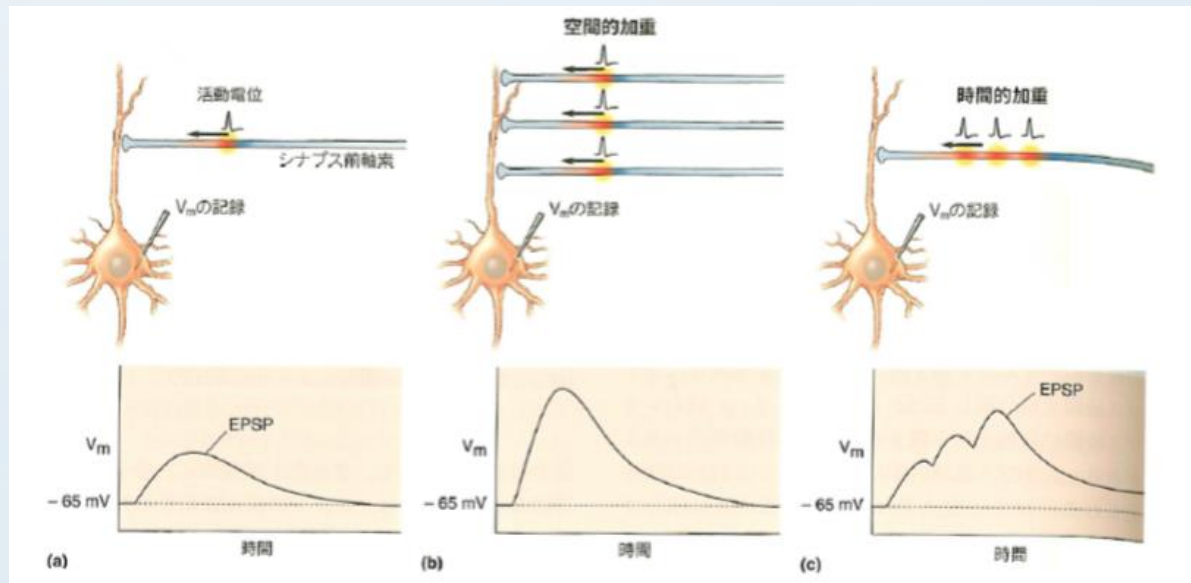 活動電位
シナプス前軸索
Vmの記録
EPSP
Vm
− 65 mV
時間
(a)
空間的加重
Vmの記録
Vm
− 65 mV
時間
(b)
時間的加重
Vmの記録
EPSP
Vm
− 65 mV
時間
(c)